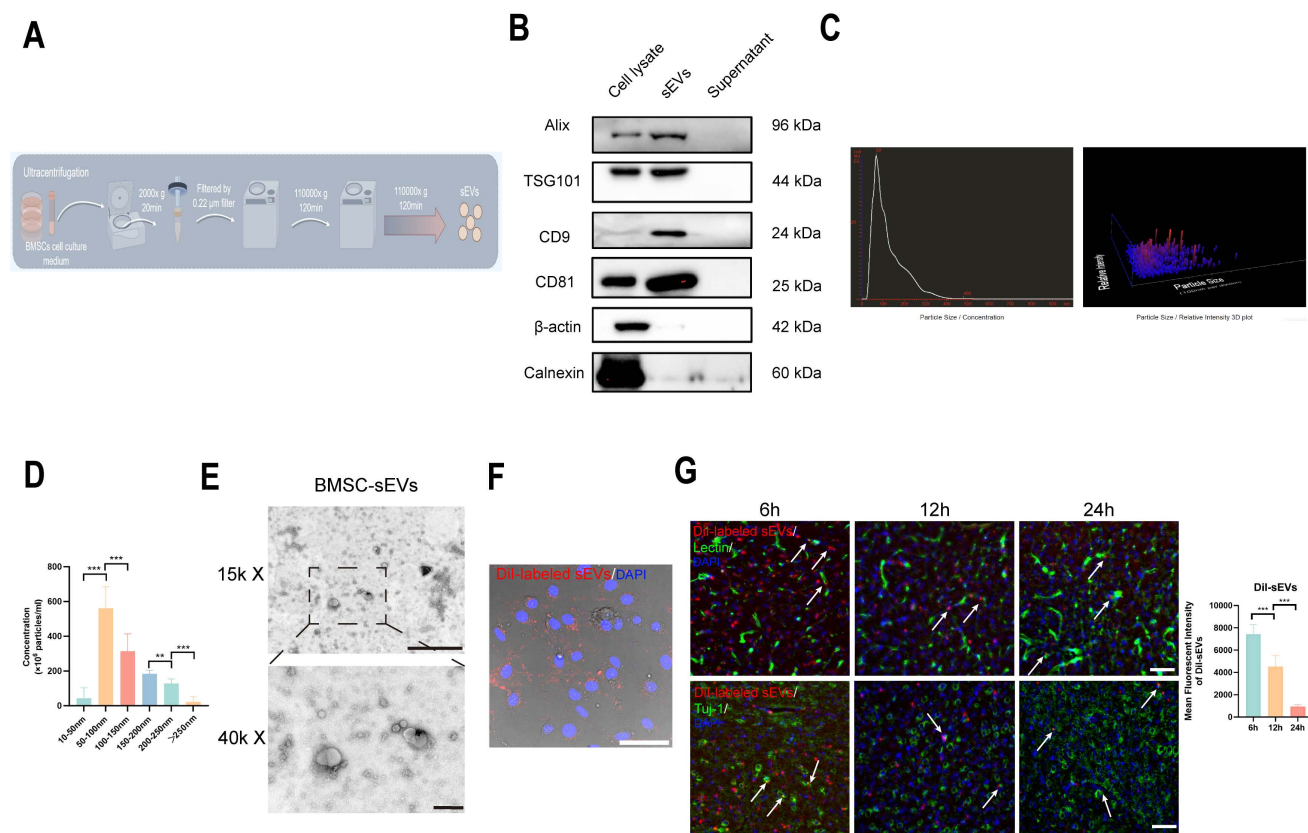 A
Ultracentrifugation
BMSCs cell culture
medium
2000x g
20min
Filtered by
0.22 μm filter
110000x g
120min
110000x g
120min
sEVs
B
Cell lysate
sEVs
Supernatant
Alix
96 kDa
TSG101
44 kDa
CD9
24 kDa
CD81
25 kDa
β-actin
42 kDa
Calnexin
60 kDa
C
Particle Size / Concentration
Relative Intensity
Particle Size
Particle Size / Relative Intensity 3D plot
D
Concentration
800
600
400
200
0
***
***
**
***
10-50nm
50-100nm
100-150nm
150-200nm
200-250nm
>250nm
E
BMSC-sEVs
15k X
40k X
F
DiI-labeled sEVs/DAPI
G
6h
12h
24h
DiI-labeled sEVs/
Lectin/
DAPI
DiI-labeled sEVs/
Tuj-1/
DAPI
DiI-sEVs
Mean Fluorescent Intensity
of DiI-sEVs
10000
8000
6000
4000
2000
0
***
***
6h
12h
24h